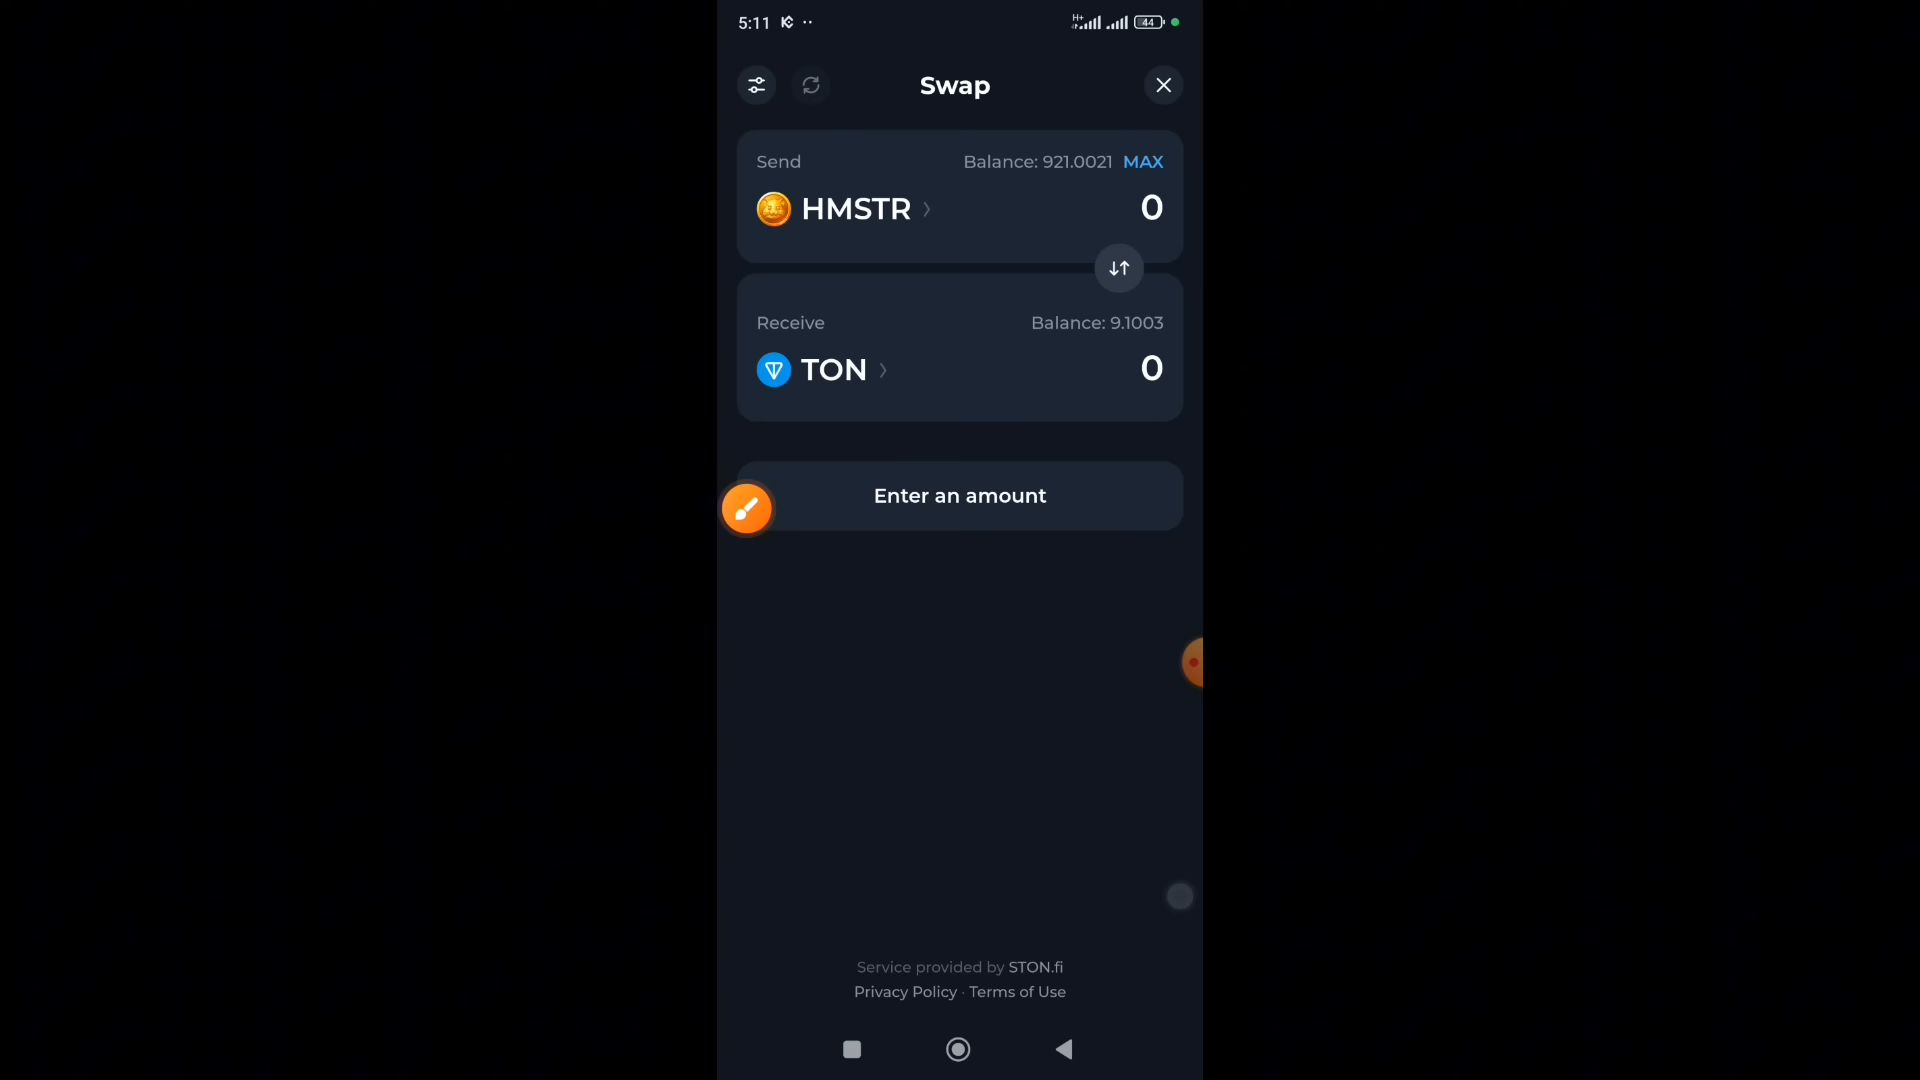 5:11
H+ 44
Swap
Send Balance: 921.0021 MAX
HMSTR 0
Receive Balance: 9.1003
TON 0
Enter an amount
Service provided by STON.fi
Privacy Policy · Terms of Use